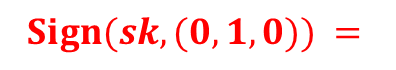 Sign(sk, (0, 1, 0)) =